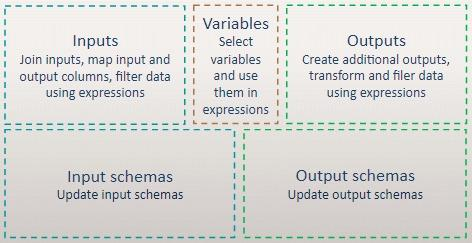 Inputs
Join inputs, map input and
output columns, filter data
using expressions
Variables
Select
variables
and use
them in
expressions
Outputs
Create additional outputs,
transform and filer data
using expressions
Input schemas
Update input schemas
Output schemas
Update output schemas